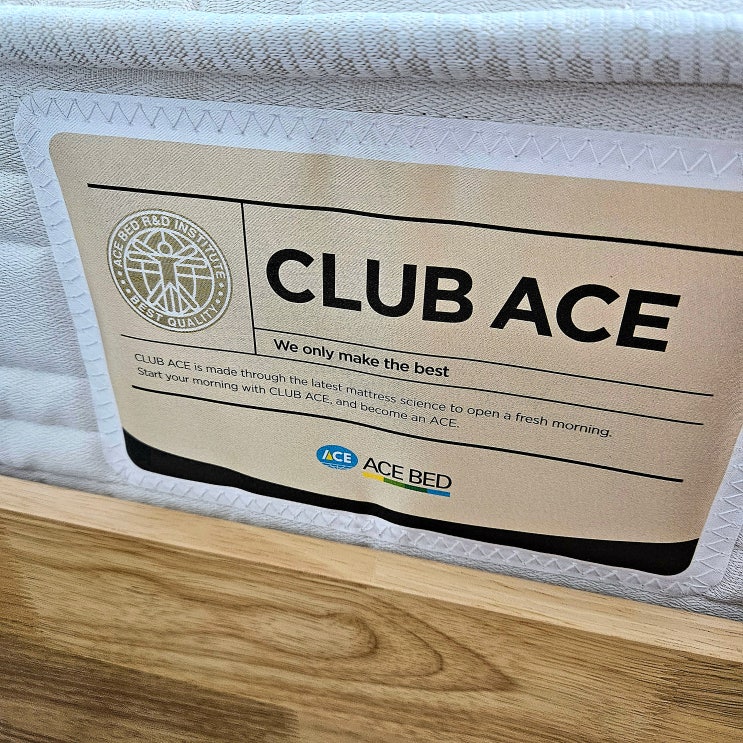 ACE BED R&D INSTITUTE
BEST QUALITY
CLUB ACE
We only make the best
CLUB ACE is made through the latest mattress science to open a fresh morning.
Start your morning with CLUB ACE, and become an ACE.
ACE
ACE BED